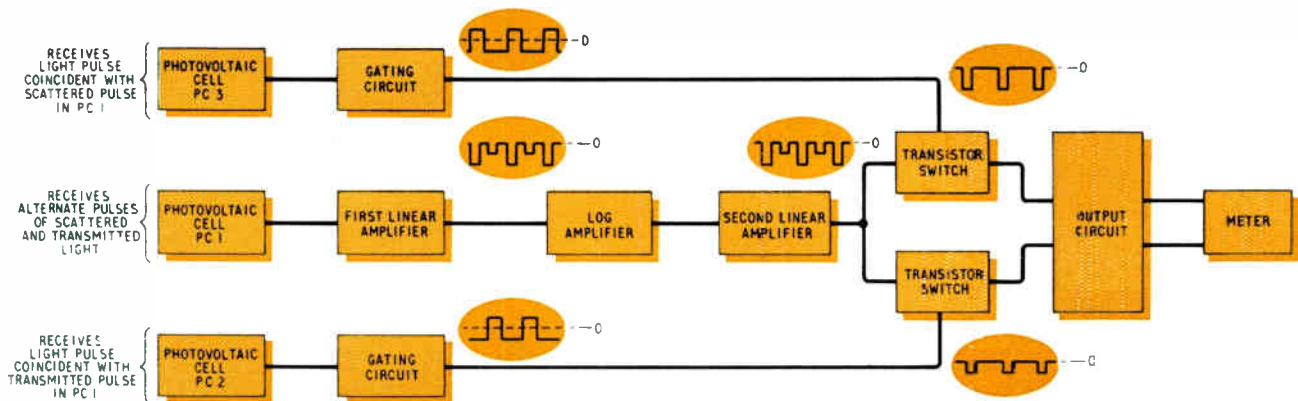 RECEIVES
LIGHT PULSE
COINCIDENT WITH
SCATTERED PULSE
IN PC 1
PHOTOVOLTAIC
CELL
PC 3
GATING
CIRCUIT
—D
—O
RECEIVES
ALTERNATE PULSES
OF SCATTERED
AND TRANSMITTED
LIGHT
PHOTOVOLTAIC
CELL
PC 1
FIRST LINEAR
AMPLIFIER
—O
LOG
AMPLIFIER
SECOND LINEAR
AMPLIFIER
—O
TRANSISTOR
SWITCH
TRANSISTOR
SWITCH
OUTPUT
CIRCUIT
METER
RECEIVES
LIGHT PULSE
COINCIDENT WITH
TRANSMITTED PULSE
IN PC 1
PHOTOVOLTAIC
CELL
PC 2
GATING
CIRCUIT
—O
—C